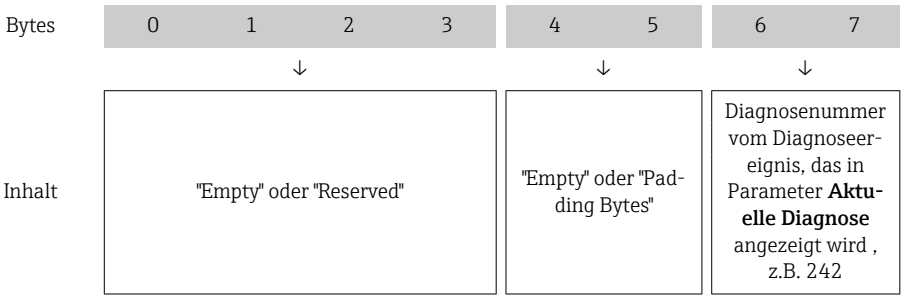 Bytes 0 1 2 3 4 5 6 7
↓ ↓ ↓
Inhalt
"Empty" oder "Reserved"
"Empty" oder "Pad-
ding Bytes"
Diagnosenummer
vom Diagnoseer-
eignis, das in
Parameter Aktu-
elle Diagnose
angezeigt wird ,
z.B. 242